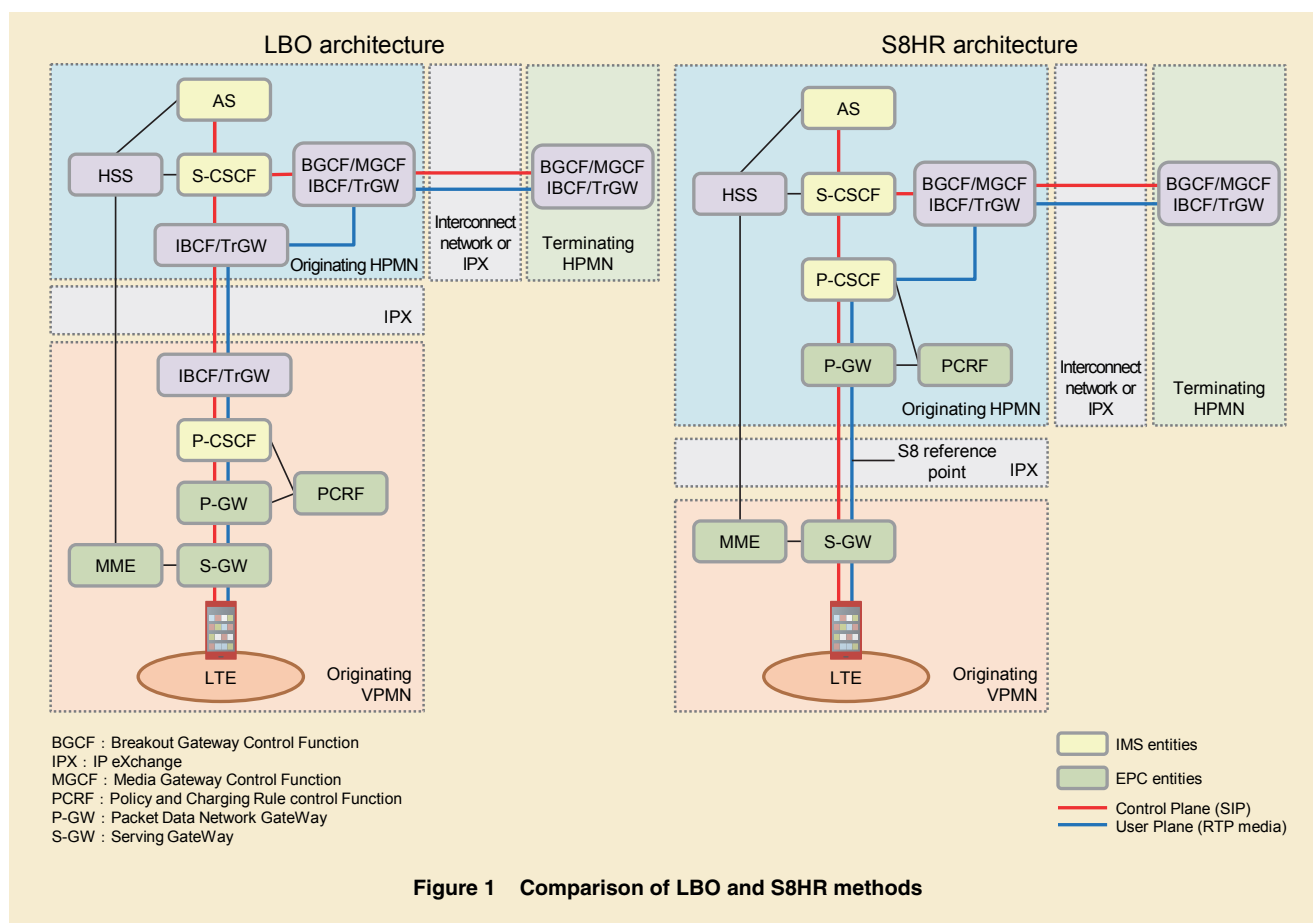 LBO architecture
AS
HSS
S-CSCF
BGCF/MGCF
IBCF/TrGW
BGCF/MGCF
IBCF/TrGW
IBCF/TrGW
Originating HPMN
Interconnect
network or
IPX
Terminating
HPMN
IPX
IBCF/TrGW
P-CSCF
P-GW
PCRF
MME
S-GW
LTE
Originating
VPMN
S8HR architecture
AS
HSS
S-CSCF
BGCF/MGCF
IBCF/TrGW
BGCF/MGCF
IBCF/TrGW
P-CSCF
P-GW
PCRF
Originating HPMN
Interconnect
network or
IPX
Terminating
HPMN
S8 reference
point
IPX
MME
S-GW
LTE
Originating
VPMN
BGCF : Breakout Gateway Control Function
IPX : IP eXchange
MGCF : Media Gateway Control Function
PCRF : Policy and Charging Rule control Function
P-GW : Packet Data Network GateWay
S-GW : Serving GateWay
IMS entities
EPC entities
Control Plane (SIP)
User Plane (RTP media)
Figure 1 Comparison of LBO and S8HR methods